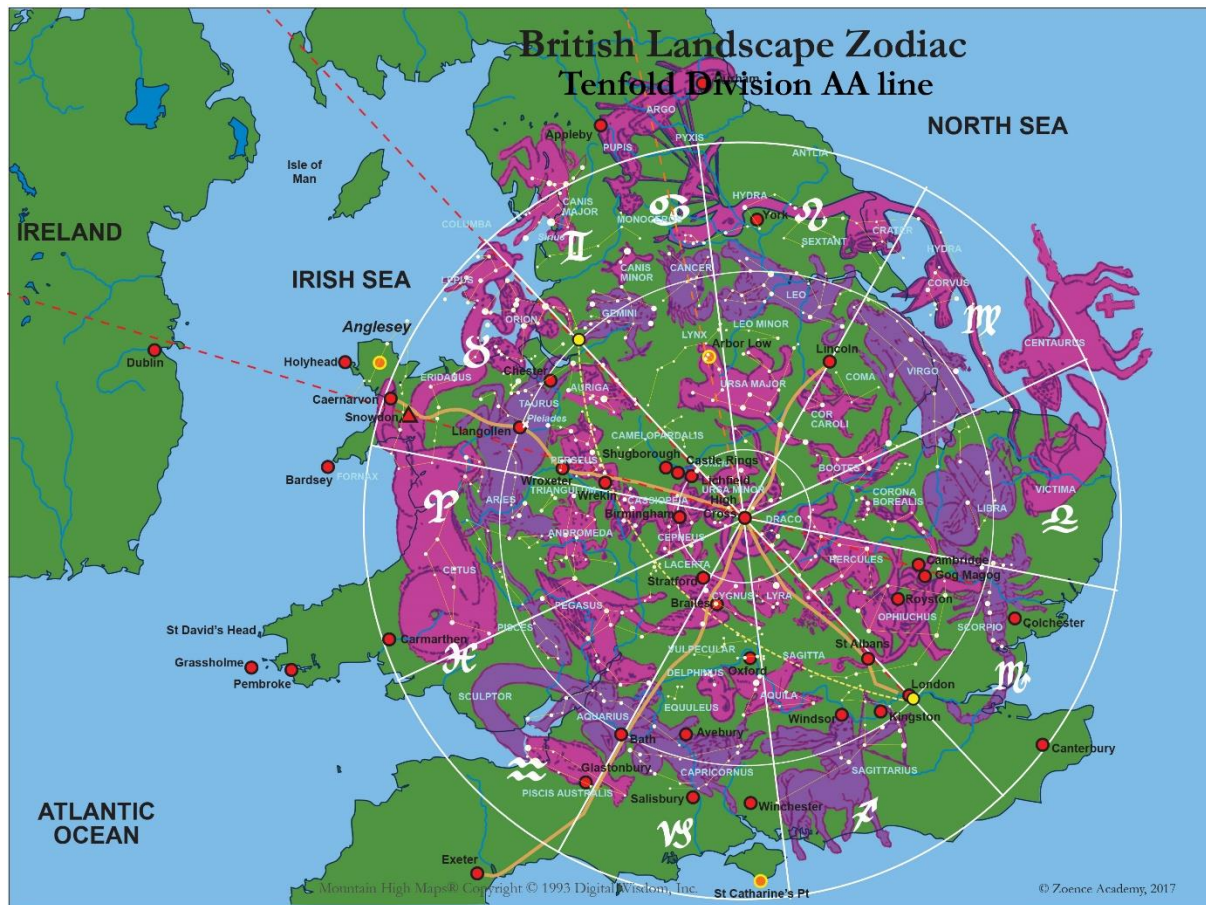 British Landscape Zodiac
Tenfold Division AA line
NORTH SEA
ARGO
PYXIS
Appleby
PUPIS
ANTLIA
Isle of
Man
CANIS
MAJOR
HYDRA
York
MONOCEROS
COLUMBA
Sirius
SEXTANT
CRATER
HYDRA
IRELAND
IRISH SEA
LEPUS
CANIS
MINOR
CANCER
LEO
CORVUS
ORION
GEMINI
LEO MINOR
Anglesey
LYNX
Arbor Low
Lincoln
CENTAURUS
Dublin
Holyhead
ERIDANUS
Chester
AURIGA
URSA MAJOR
COMA
VIRGO
Caernarvon
TAURUS
Snowdon
Pleiades
COR
CAROLI
Llangollen
CAMELOPARDALIS
Bardsey
FORNAX
PERSEUS
Shugborough
Castle Rings
BOOTES
Wroxeter
Lichfield
TRIANGULUM
Wrekin
URSA MINOR
VICTIMA
ARIES
CASSIOPEIA
High
Cross
CORONA
BOREALIS
LIBRA
Birmingham
DRACO
ANDROMEDA
CEPHEUS
HERCULES
Cambridge
CETUS
LACERTA
Gog Magog
Stratford
Royston
PEGASUS
Brailes
CYGNUS
LYRA
OPHIUCHUS
SCORPIO
Colchester
St David's Head
PISCES
Carmarthen
VULPECULAR
SAGITTA
St Albans
Grassholme
Pembroke
DELPHINUS
Oxford
SCULPTOR
AQUILA
London
AQUARIUS
EQUULEUS
Windsor
Kingston
Bath
Avebury
Canterbury
Glastonbury
CAPRICORNUS
SAGITTARIUS
PISCIS AUSTRALIS
Salisbury
Winchester
ATLANTIC
OCEAN
Exeter
Mountain High Maps® Copyright © 1993 Digital Wisdom, Inc.
St Catharine's Pt
© Zoence Academy, 2017